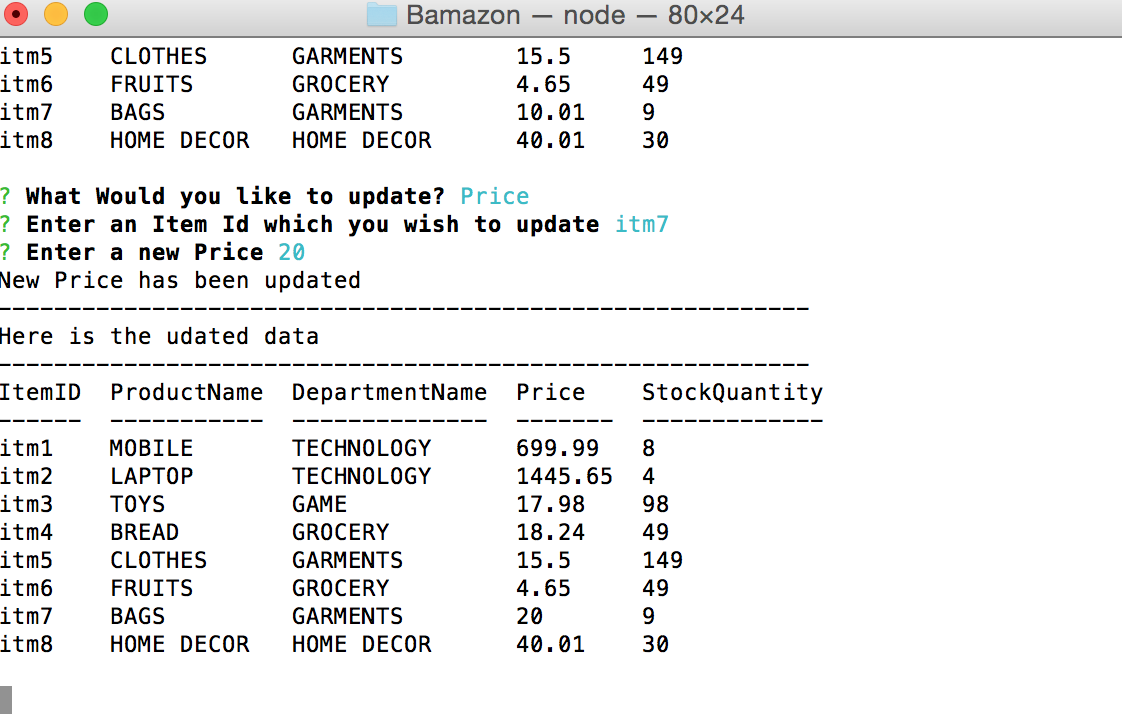 Bamazon — node — 80×24
itm5    CLOTHES      GARMENTS        15.5     149
itm6    FRUITS       GROCERY         4.65     49
itm7    BAGS         GARMENTS        10.01    9
itm8    HOME DECOR   HOME DECOR      40.01    30
? What Would you like to update? Price
? Enter an Item Id which you wish to update itm7
? Enter a new Price 20
New Price has been updated
----------------------------------------------------------
Here is the udated data
----------------------------------------------------------
ItemID  ProductName  DepartmentName  Price    StockQuantity
------  -----------  --------------  -------  -------------
itm1    MOBILE       TECHNOLOGY      699.99   8
itm2    LAPTOP       TECHNOLOGY      1445.65  4
itm3    TOYS         GAME            17.98    98
itm4    BREAD        GROCERY         18.24    49
itm5    CLOTHES      GARMENTS        15.5     149
itm6    FRUITS       GROCERY         4.65     49
itm7    BAGS         GARMENTS        20       9
itm8    HOME DECOR   HOME DECOR      40.01    30